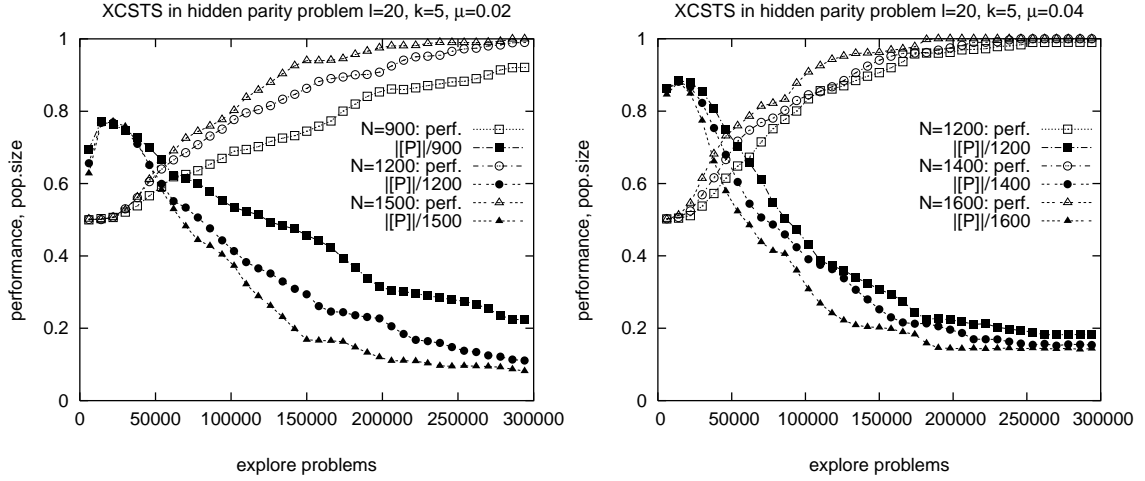 XCSTS in hidden parity problem l=20, k=5, μ=0.02
performance, pop.size
1
0.8
0.6
0.4
0.2
0
N=900: perf.
|[P]|/900
N=1200: perf.
|[P]|/1200
N=1500: perf.
|[P]|/1500
0 50000 100000 150000 200000 250000 300000
explore problems
XCSTS in hidden parity problem l=20, k=5, μ=0.04
performance, pop.size
1
0.8
0.6
0.4
0.2
0
N=1200: perf.
|[P]|/1200
N=1400: perf.
|[P]|/1400
N=1600: perf.
|[P]|/1600
0 50000 100000 150000 200000 250000 300000
explore problems